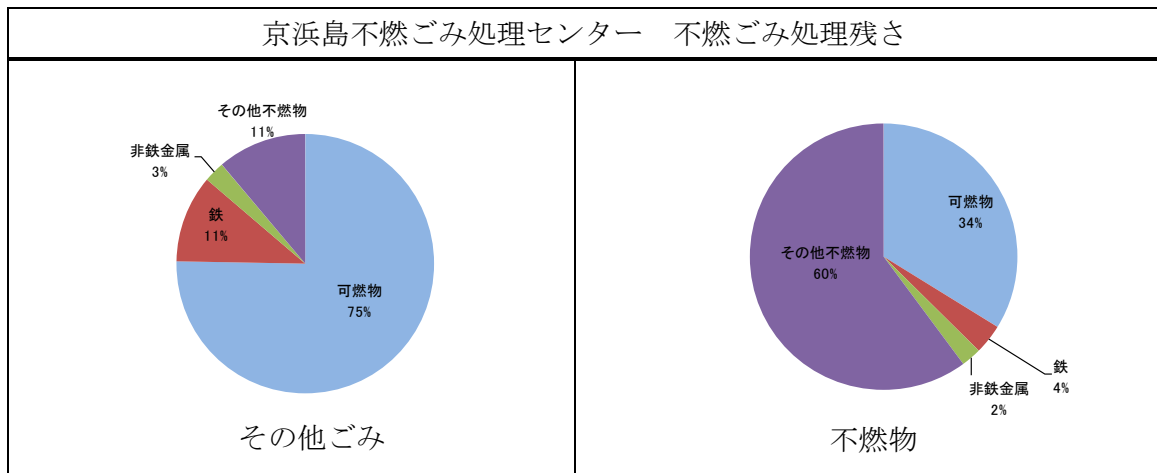 京浜島不燃ごみ処理センター　不燃ごみ処理残さ
その他不燃物
11%
非鉄金属
3%
鉄
11%
可燃物
75%
その他ごみ
可燃物
34%
その他不燃物
60%
鉄
4%
非鉄金属
2%
不燃物